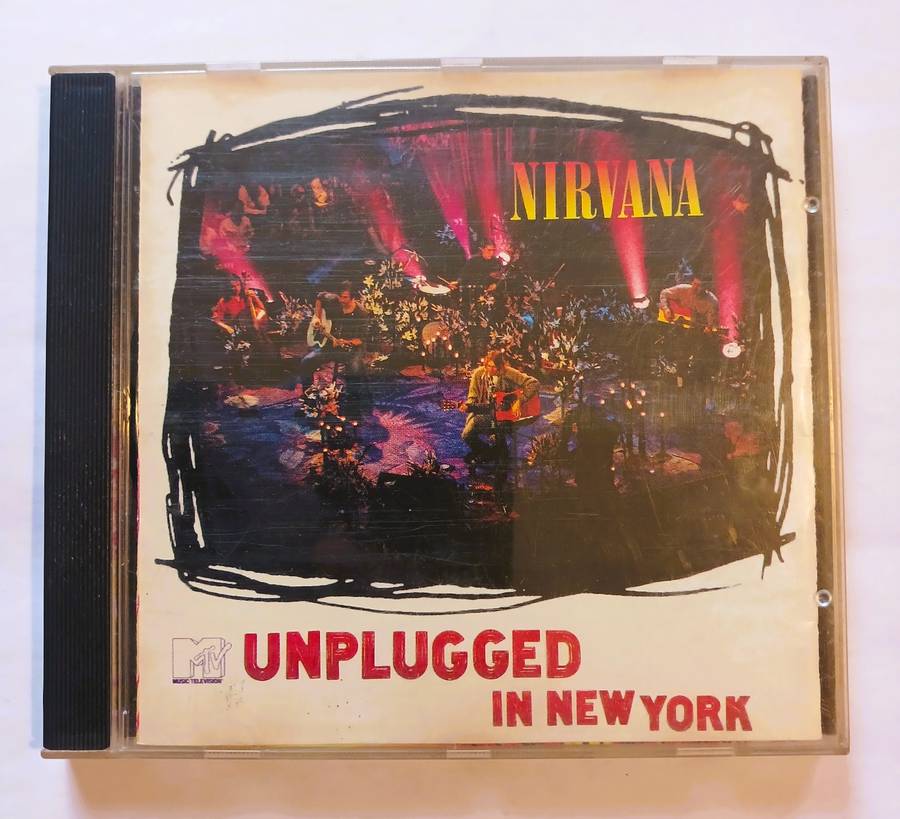 NIRVANA
MTV
MUSIC TELEVISION
UNPLUGGED
IN NEW YORK